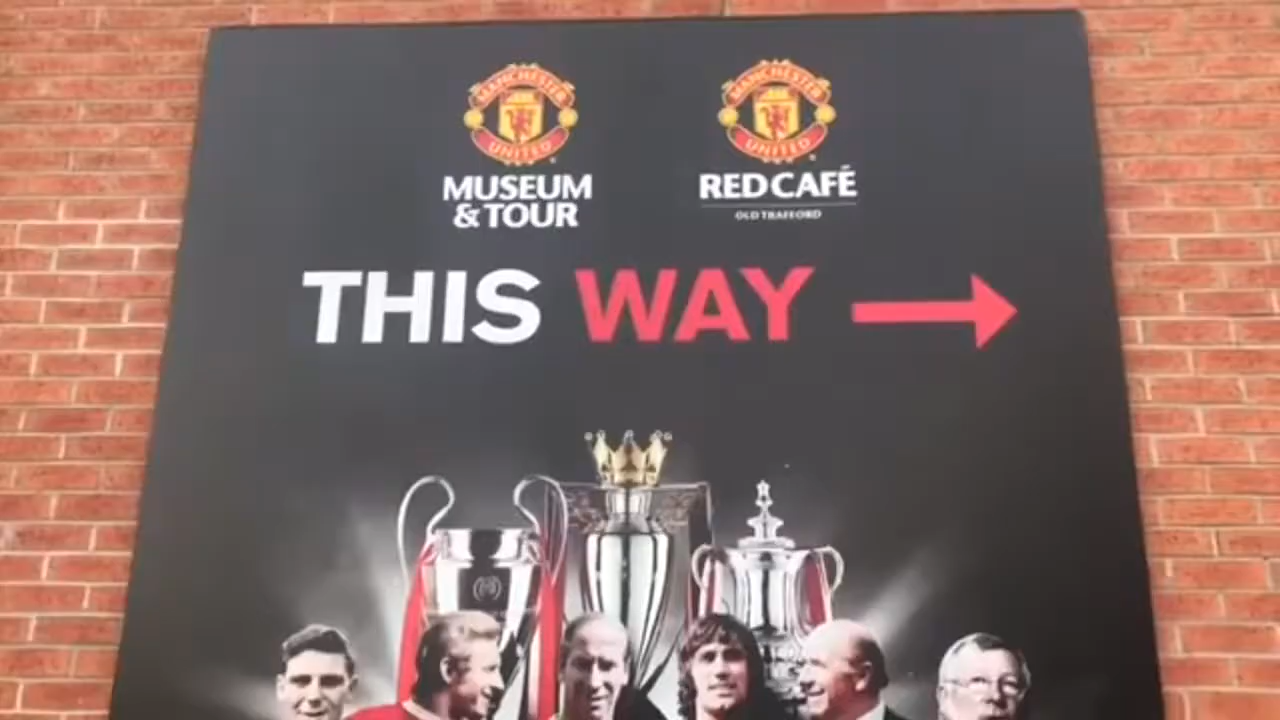 MANCHESTER
UNITED
MUSEUM
& TOUR
MANCHESTER
UNITED
RED CAFÉ
OLD TRAFFORD
THIS WAY